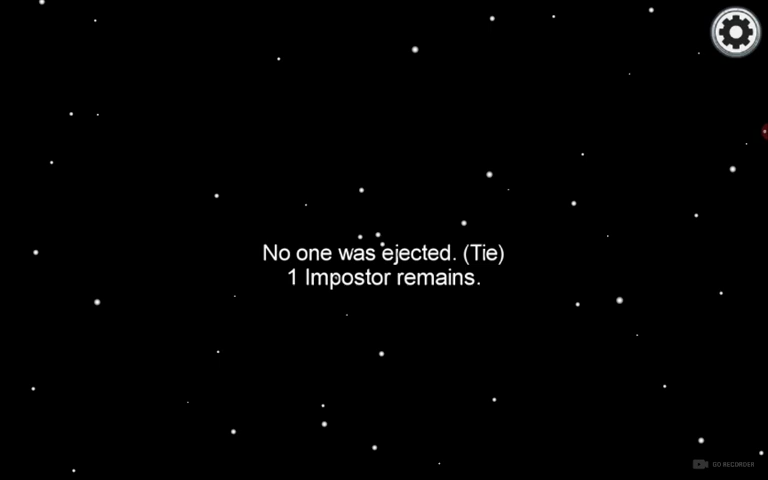 No one was ejected. (Tie)
1 Impostor remains.
GO RECORDER